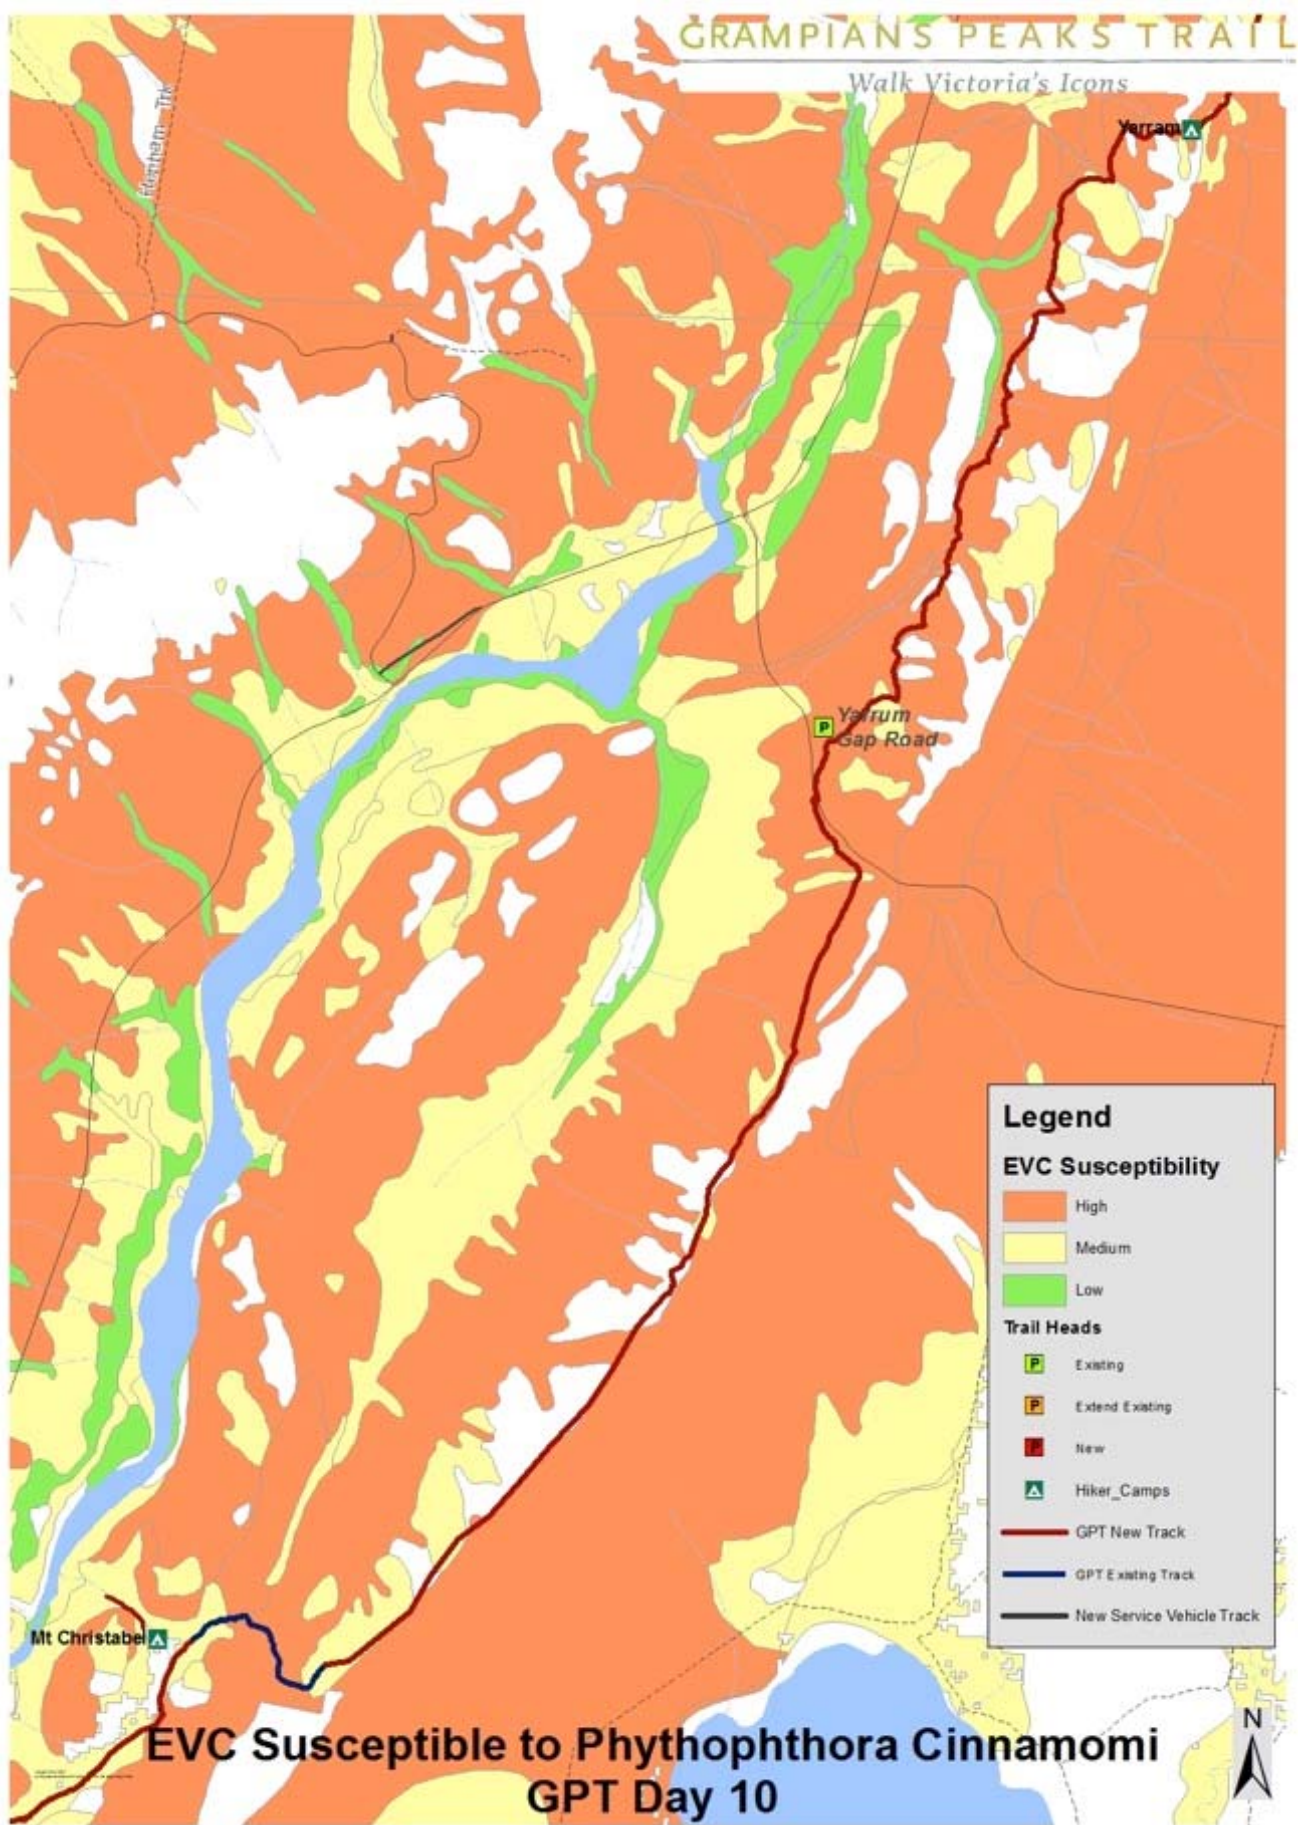 GRAMPIANS PEAKS TRAIL
Walk Victoria's Icons
Yarram
Henham Trk
Yarrum
Gap Road
Legend
EVC Susceptibility
High
Medium
Low
Trail Heads
P Existing
P Extend Existing
P New
Hiker_Camps
GPT New Track
GPT Existing Track
New Service Vehicle Track
Mt Christabel
N
EVC Susceptible to Phythophthora Cinnamomi
GPT Day 10